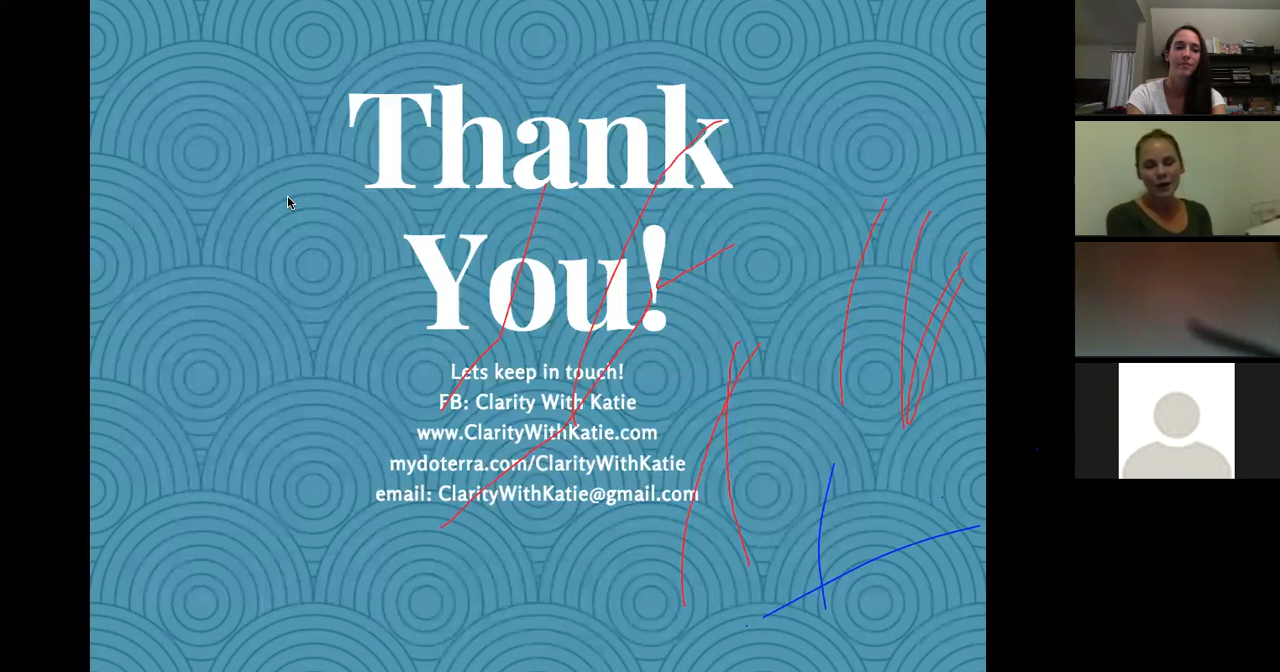 Thank
You!
Lets keep in touch!
FB: Clarity With Katie
www.ClarityWithKatie.com
mydoterra.com/ClarityWithKatie
email: ClarityWithKatie@gmail.com